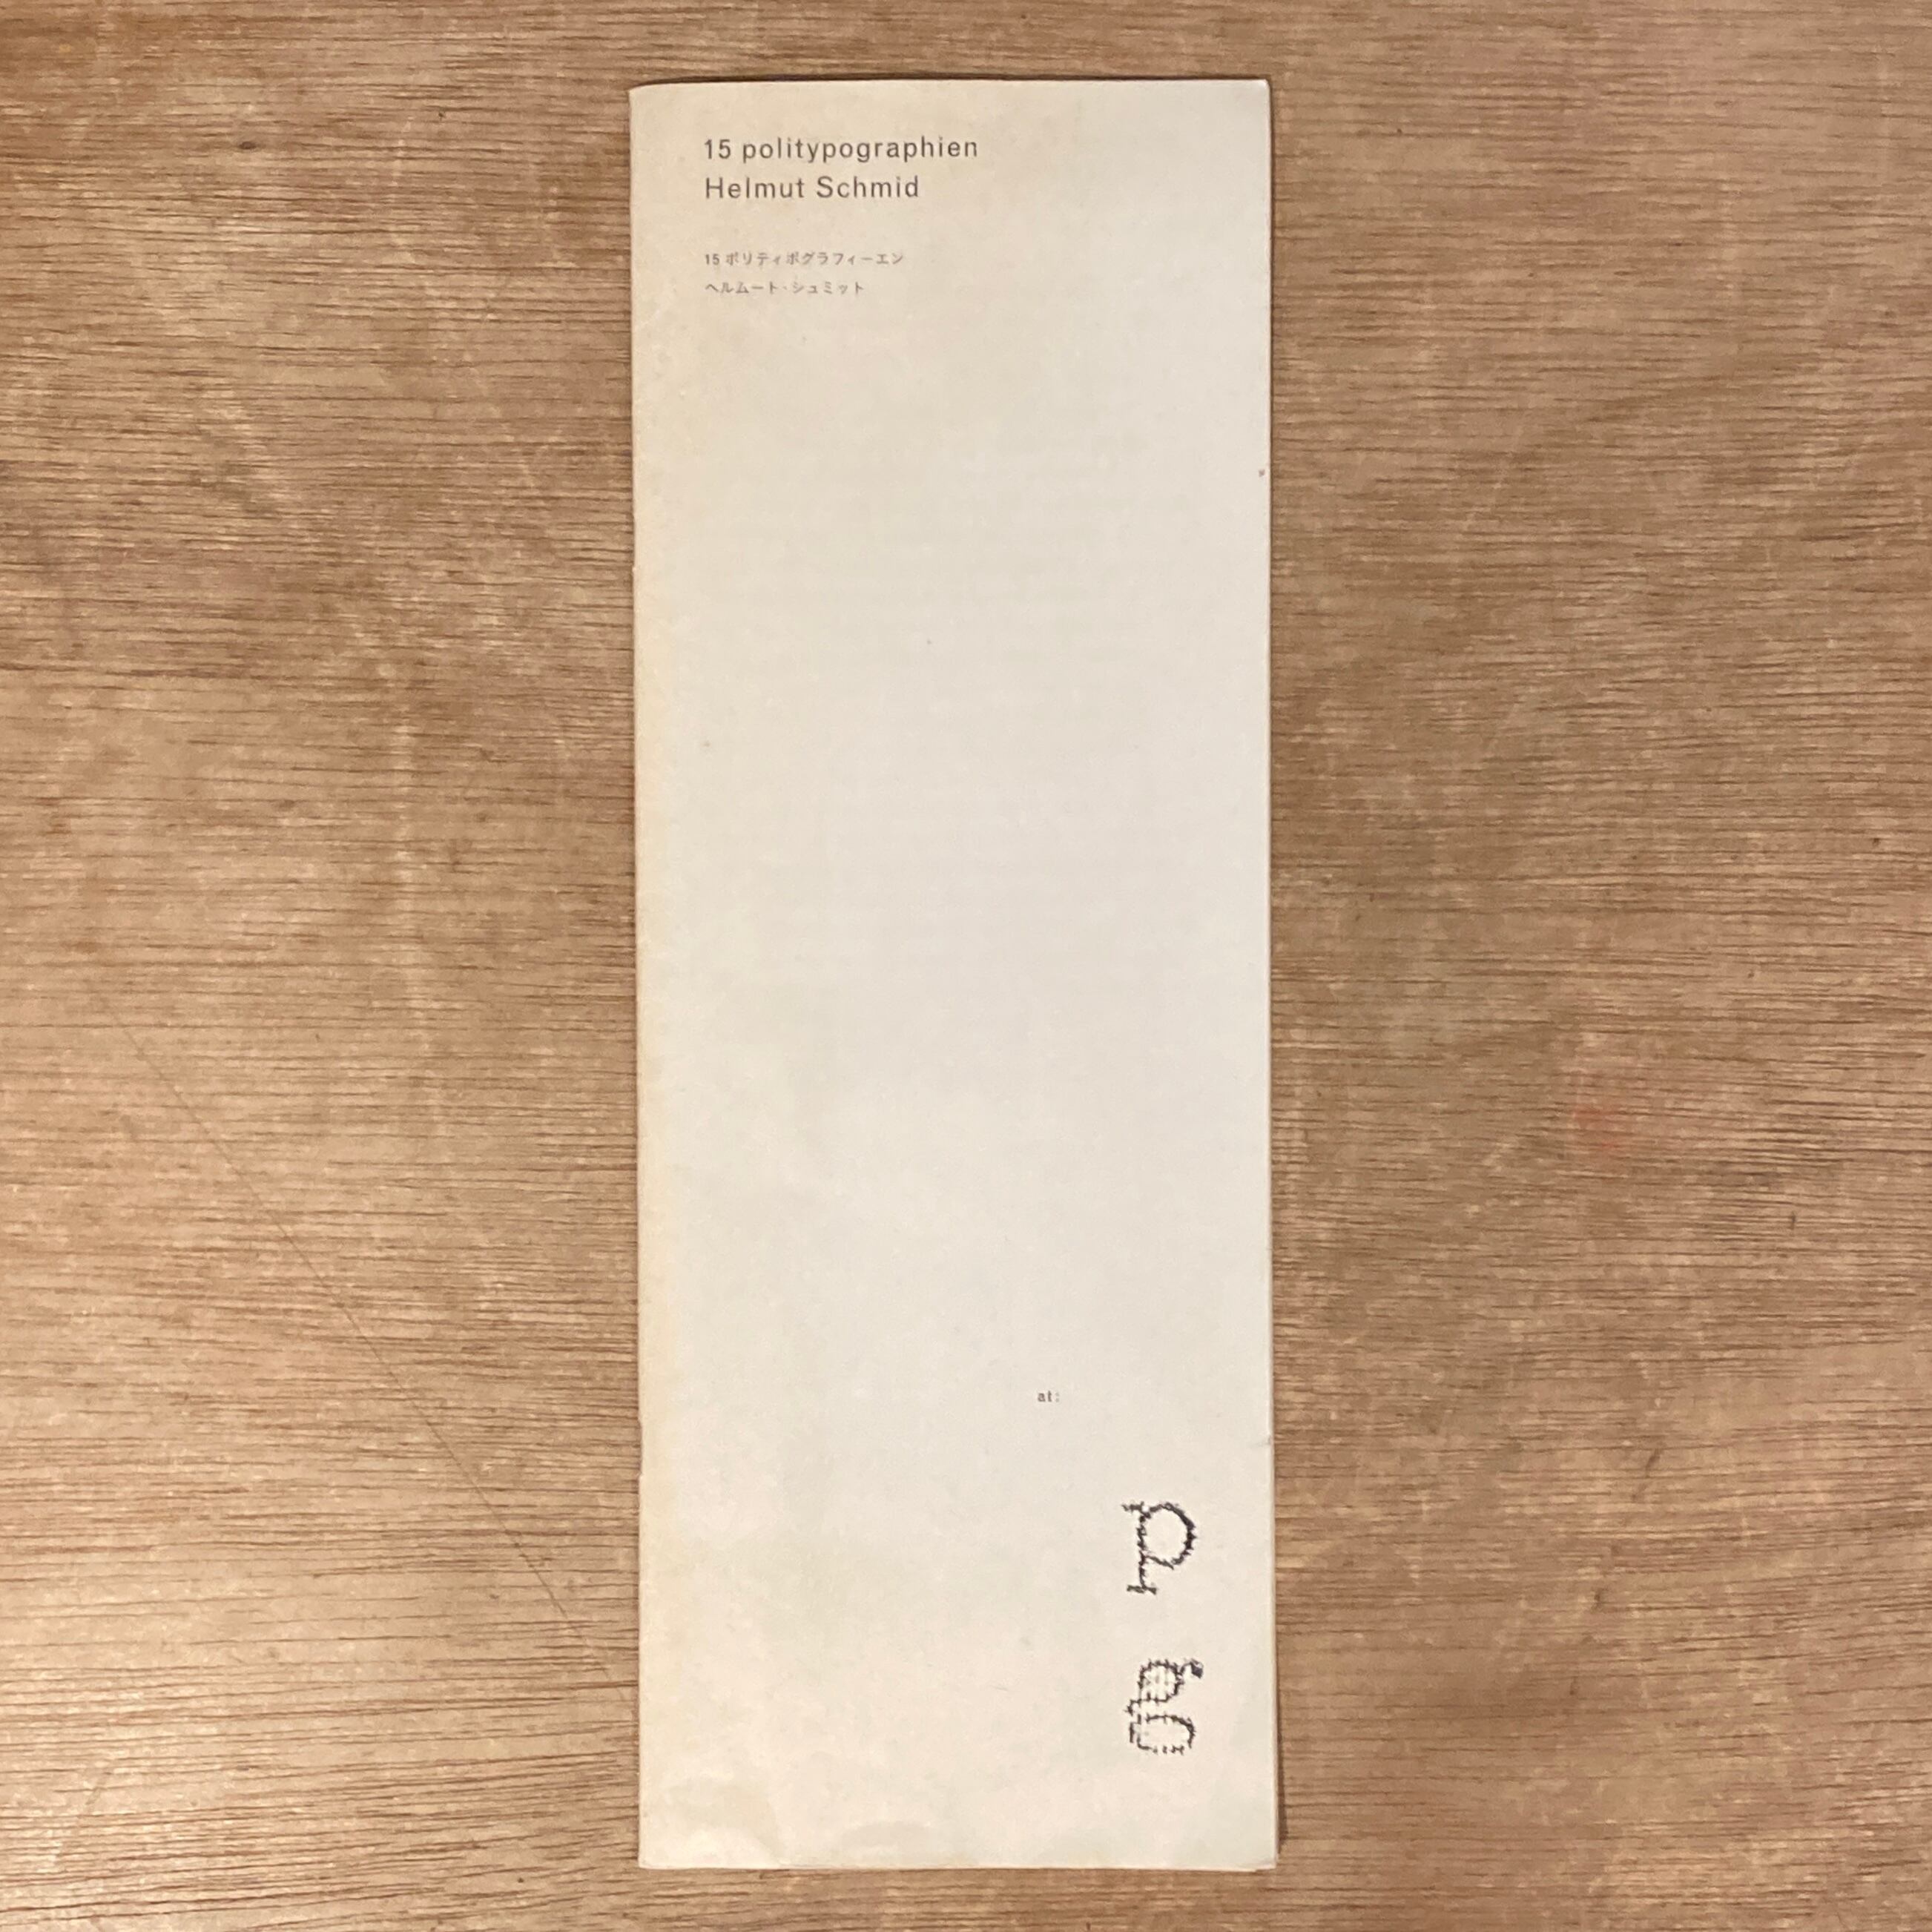 15 politypographien
Helmut Schmid
15 ポリティポグラフィーエン
ヘルムート・シュミット
at: